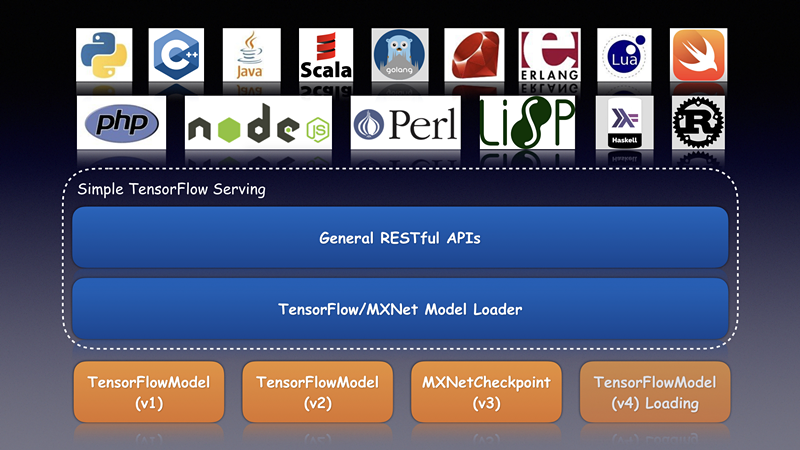 C++
Java
Scala
golang
e
ERLANG
Lua
php
node
JS
Perl
LiSP
Haskell
R
Simple TensorFlow Serving
General RESTful APIs
TensorFlow/MXNet Model Loader
TensorFlowModel
(v1)
TensorFlowModel
(v2)
MXNetCheckpoint
(v3)
TensorFlowModel
(v4) Loading